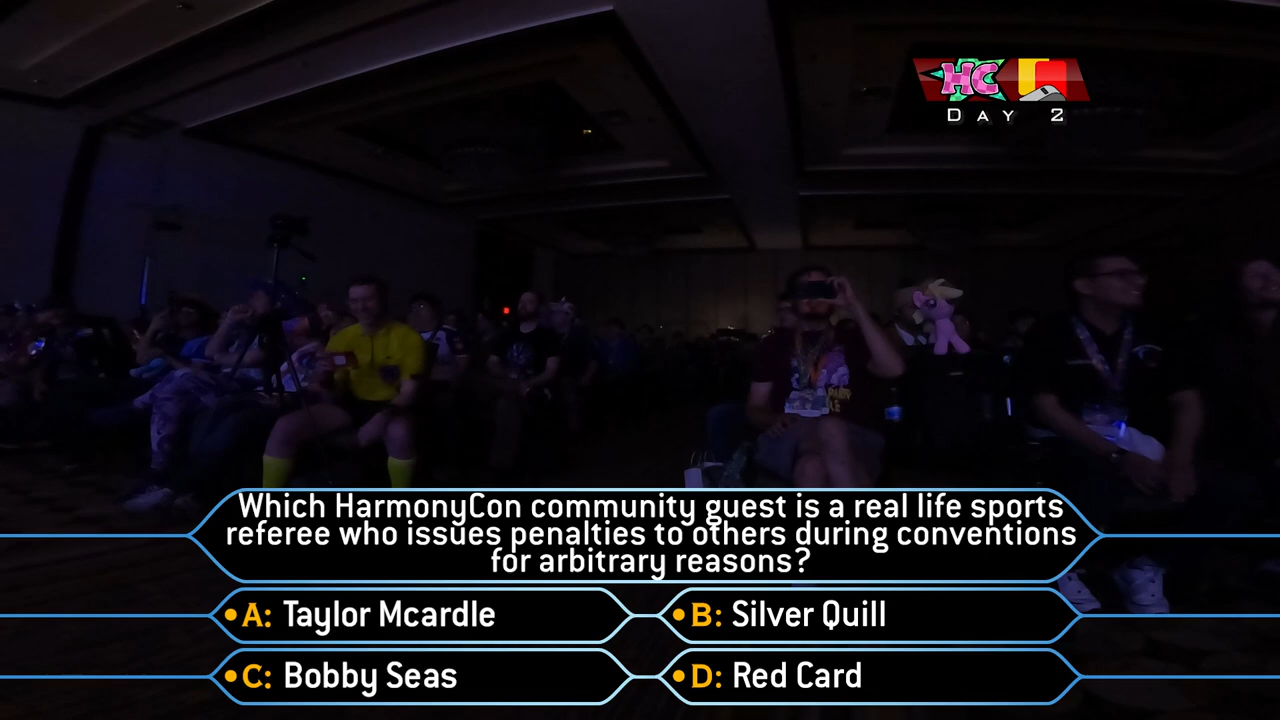 HC
DAY 2
Which HarmonyCon community guest is a real life sports
referee who issues penalties to others during conventions
for arbitrary reasons?
A: Taylor Mcardle
B: Silver Quill
C: Bobby Seas
D: Red Card